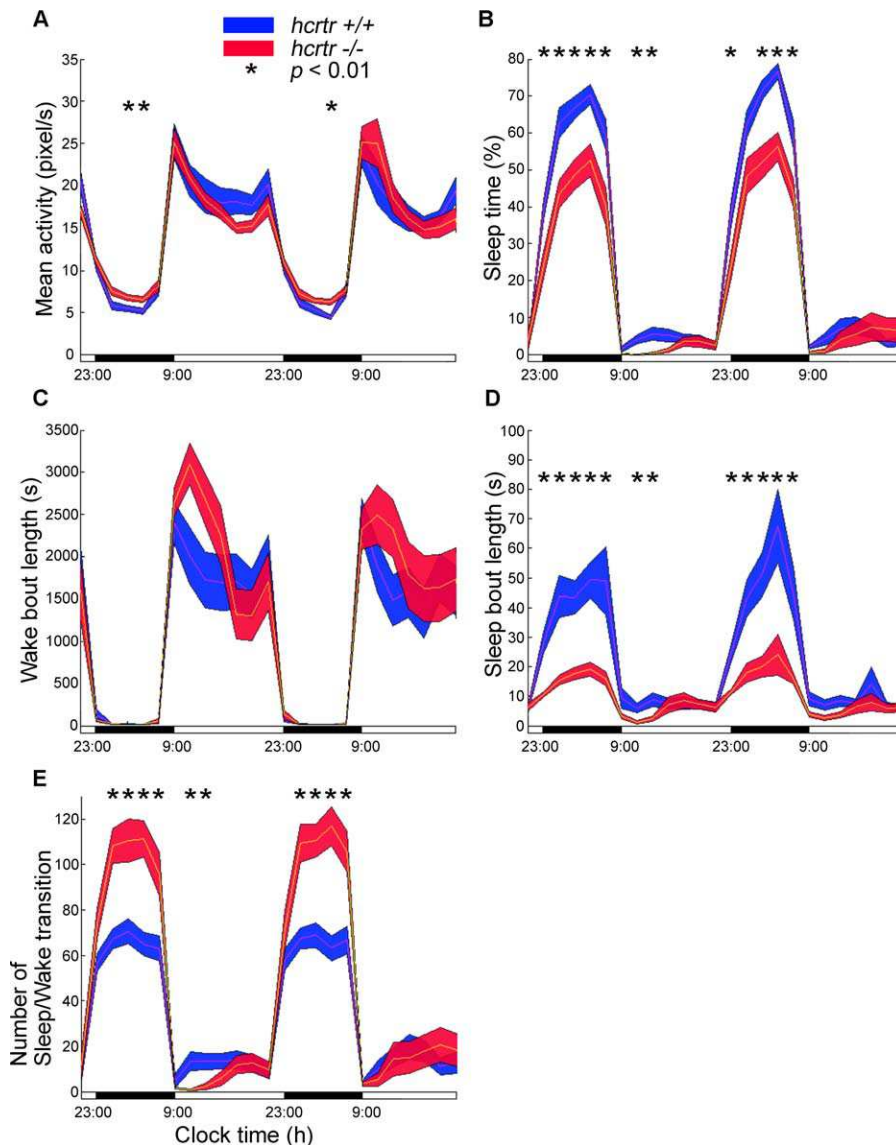 A
hcrtr +/+
hcrtr -/-
* p < 0.01
Mean activity (pixel/s)
35
30
25
20
15
10
5
0
**
*
23:00 9:00 23:00 9:00
B
Sleep time (%)
80
70
60
50
40
30
20
10
0
***** ** * ***
23:00 9:00 23:00 9:00
C
Wake bout length (s)
3500
3000
2500
2000
1500
1000
500
0
23:00 9:00 23:00 9:00
D
Sleep bout length (s)
100
90
80
70
60
50
40
30
20
10
0
***** ** *****
23:00 9:00 23:00 9:00
E
Number of
Sleep/Wake transition
120
100
80
60
40
20
0
**** ** ****
23:00 9:00 23:00 9:00
Clock time (h)